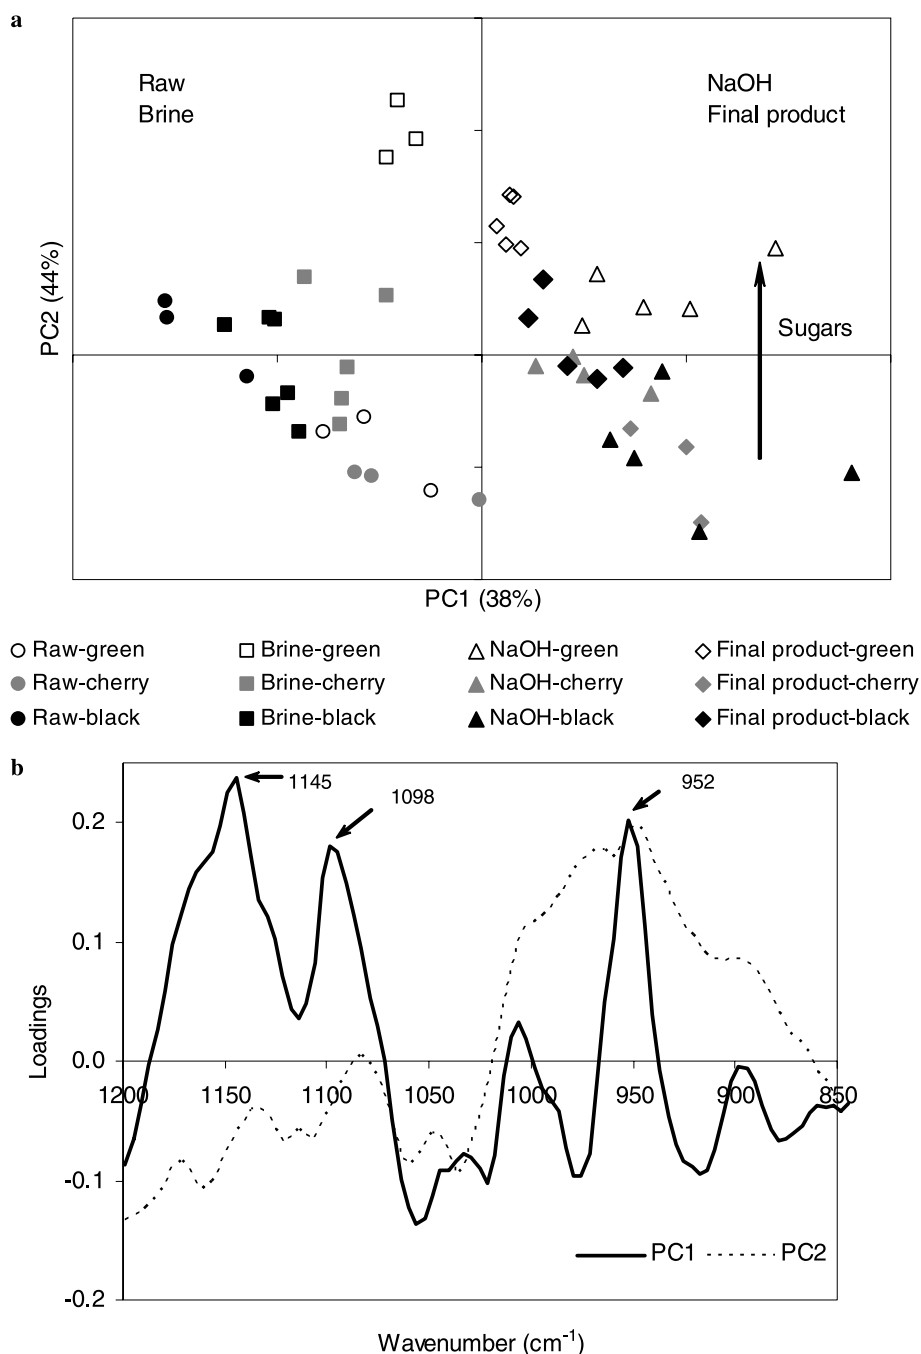 a
Raw
Brine
NaOH
Final product
PC2 (44%)
Sugars
PC1 (38%)
Raw-green
Brine-green
NaOH-green
Final product-green
Raw-cherry
Brine-cherry
NaOH-cherry
Final product-cherry
Raw-black
Brine-black
NaOH-black
Final product-black
b
1145
1098
952
0.2
0.1
0.0
-0.1
-0.2
Loadings
1200 1150 1100 1050 1000 950 900 850
PC1 PC2
Wavenumber (cm⁻¹)